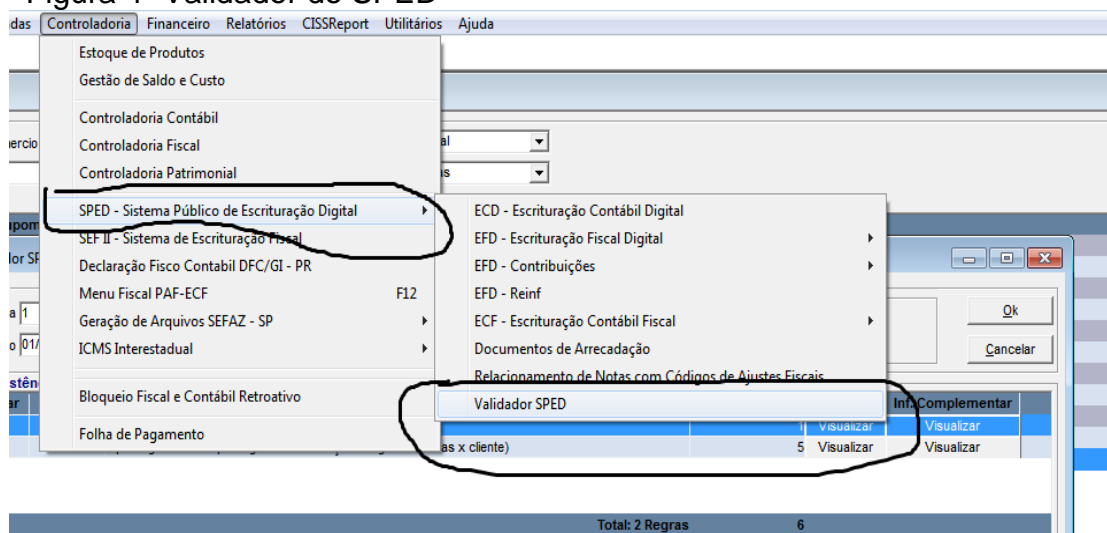 Figura 4 Validador do SPED
das Controladoria Financeiro Relatórios CISSReport Utilitários Ajuda
Estoque de Produtos
Gestão de Saldo e Custo
Controladoria Contábil
Controladoria Fiscal
Controladoria Patrimonial
SPED - Sistema Público de Escrituração Digital
SEF II - Sistema de Escrituração Fiscal
Declaração Fisco Contabil DFC/GI - PR
Menu Fiscal PAF-ECF F12
Geração de Arquivos SEFAZ - SP
ICMS Interestadual
Bloqueio Fiscal e Contábil Retroativo
Folha de Pagamento
ECD - Escrituração Contábil Digital
EFD - Escrituração Fiscal Digital
EFD - Contribuições
EFD - Reinf
ECF - Escrituração Contábil Fiscal
Documentos de Arrecadação
Relacionamento de Notas com Códigos de Ajustes Fiscais
Validador SPED
Ok
Cancelar
Inf. Complementar
1 Visualizar Visualizar
as x cliente) 5 Visualizar Visualizar
Total: 2 Regras 6